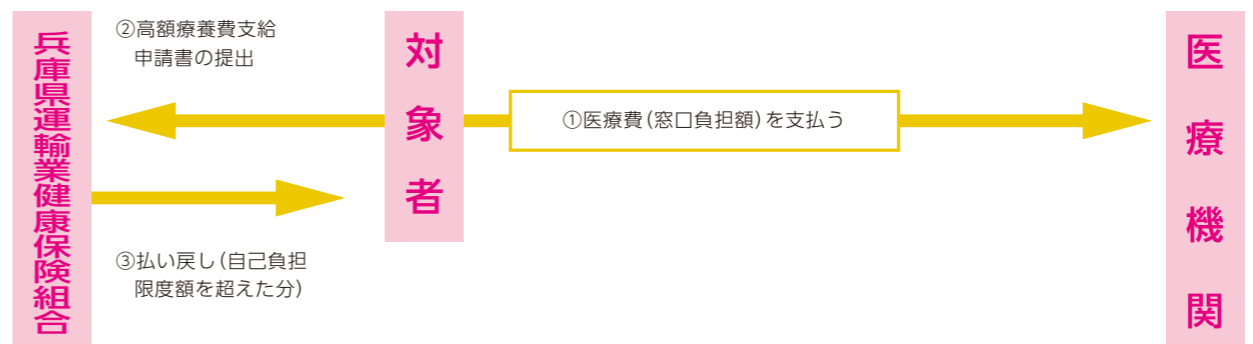 兵庫県運輸業健康保険組合
②高額療養費支給
申請書の提出
③払い戻し(自己負担
限度額を超えた分)
対象者
①医療費(窓口負担額)を支払う
医療機関